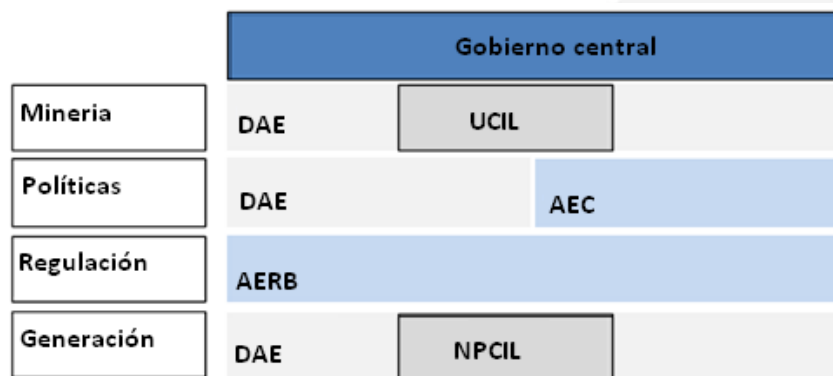 Gobierno central
Mineria
DAE
UCIL
Políticas
DAE
AEC
Regulación
AERB
Generación
DAE
NPCIL